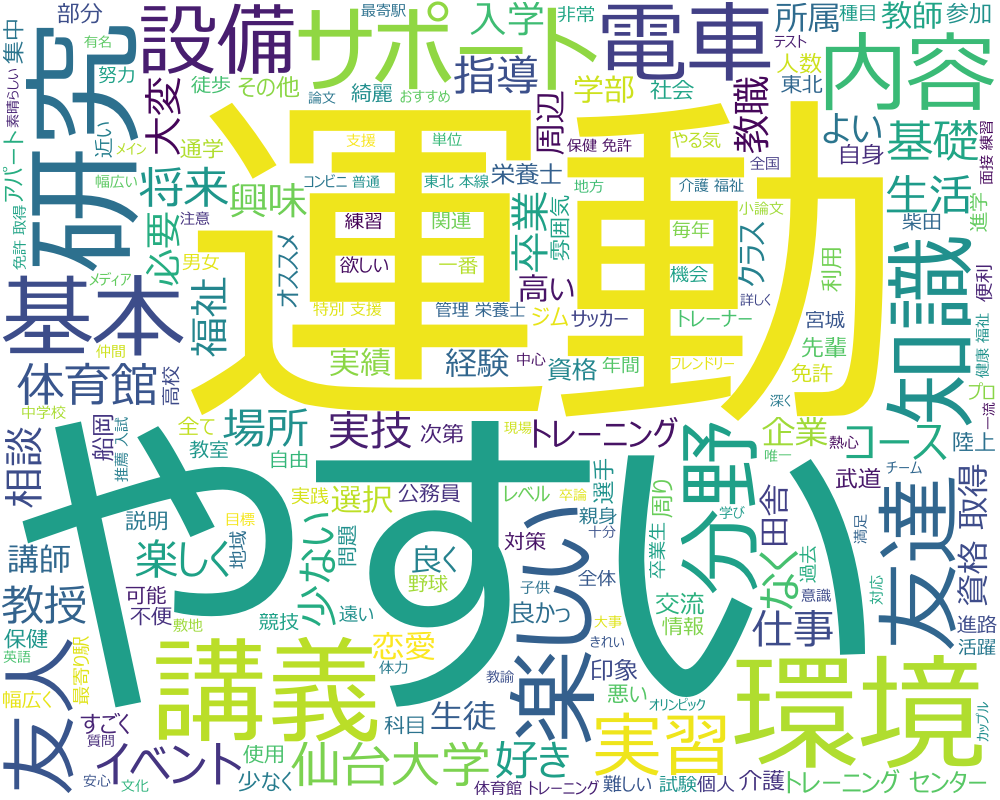 部分
有名
素晴らしい
集中
努力
研究
設備
大変
徒歩
その他
サポート
最寄駅
論文
綺麗
おすすめ
入学
指導
非常
電車
学部
社会
所属
テスト
人数
種目
教師
参加
東北
内容
アパート
近い
メイン
幅広い
通学
支援
単位
コンビニ 普通
東北 本線
栄養士
周辺
保健 免許
やる気
地方
介護 福祉
教職
全国
よい
自身
基礎
面接 練習
免許 取得
将来
興味
必要
注意
男女
メディア
オススメ
運動
練習
関連
欲しい
一番
特別 支援
管理 栄養士
卒業
雰囲気
高い
毎年
小論文
機会
クラス
詳しく
利用
生活
柴田
進学
便利
基本
仲間
福祉
実績
経験
中心
ジム
サッカー
トレーナー
資格
年間
フレンドリー
宮城
先輩
免許
知識
健康 福祉
プロ
一流
体育館
高校
中学校
相談
船岡
推薦 入試
全て
教室
場所
自由
実技
次第
現場
トレーニング
深く
企業
熱心
唯一
コース
陸上
武道
チーム
やすい
説明
地域
目標
実践
選択
公務員
レベル
卒論
選手
親身
十分
周り
分野
学び
卒業生
田舎
なく
過去
満足
意識
対応
友達
資格 取得
講師
教授
可能
不便
楽しく
敷地
少ない
問題
遠い
競技
良く
野球
対策
子供
全体
良かっ
楽しい
大事
きれい
交流
情報
仕事
進路
活躍
保健
英語
友人
幅広く
最寄り駅
すごく
質問
講義
恋愛
体力
科目
生徒
教諭
印象
悪い
オリンピック
環境
カップル
安心
文化
イベント
使用
少なく
仙台大学
好き
実習
体育館 トレーニング
難しい
試験
個人
介護
トレーニング センター